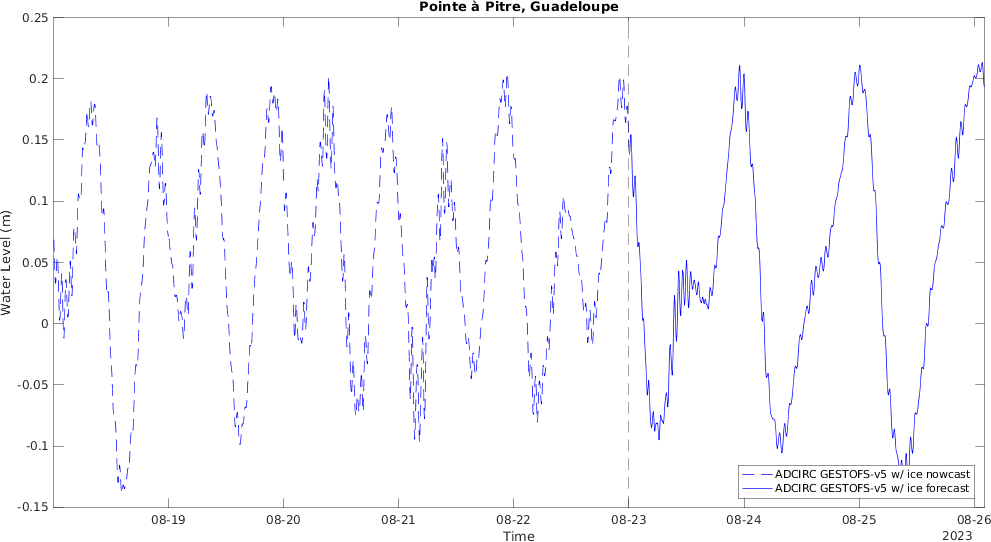 Pointe à Pitre, Guadeloupe
0.25
0.2
0.15
0.1
0.05
0
-0.05
-0.1
-0.15
Water Level (m)
ADCIRC GESTOFS-v5 w/ ice nowcast
ADCIRC GESTOFS-v5 w/ ice forecast
08-19 08-20 08-21 08-22 08-23 08-24 08-25 08-26
Time
2023